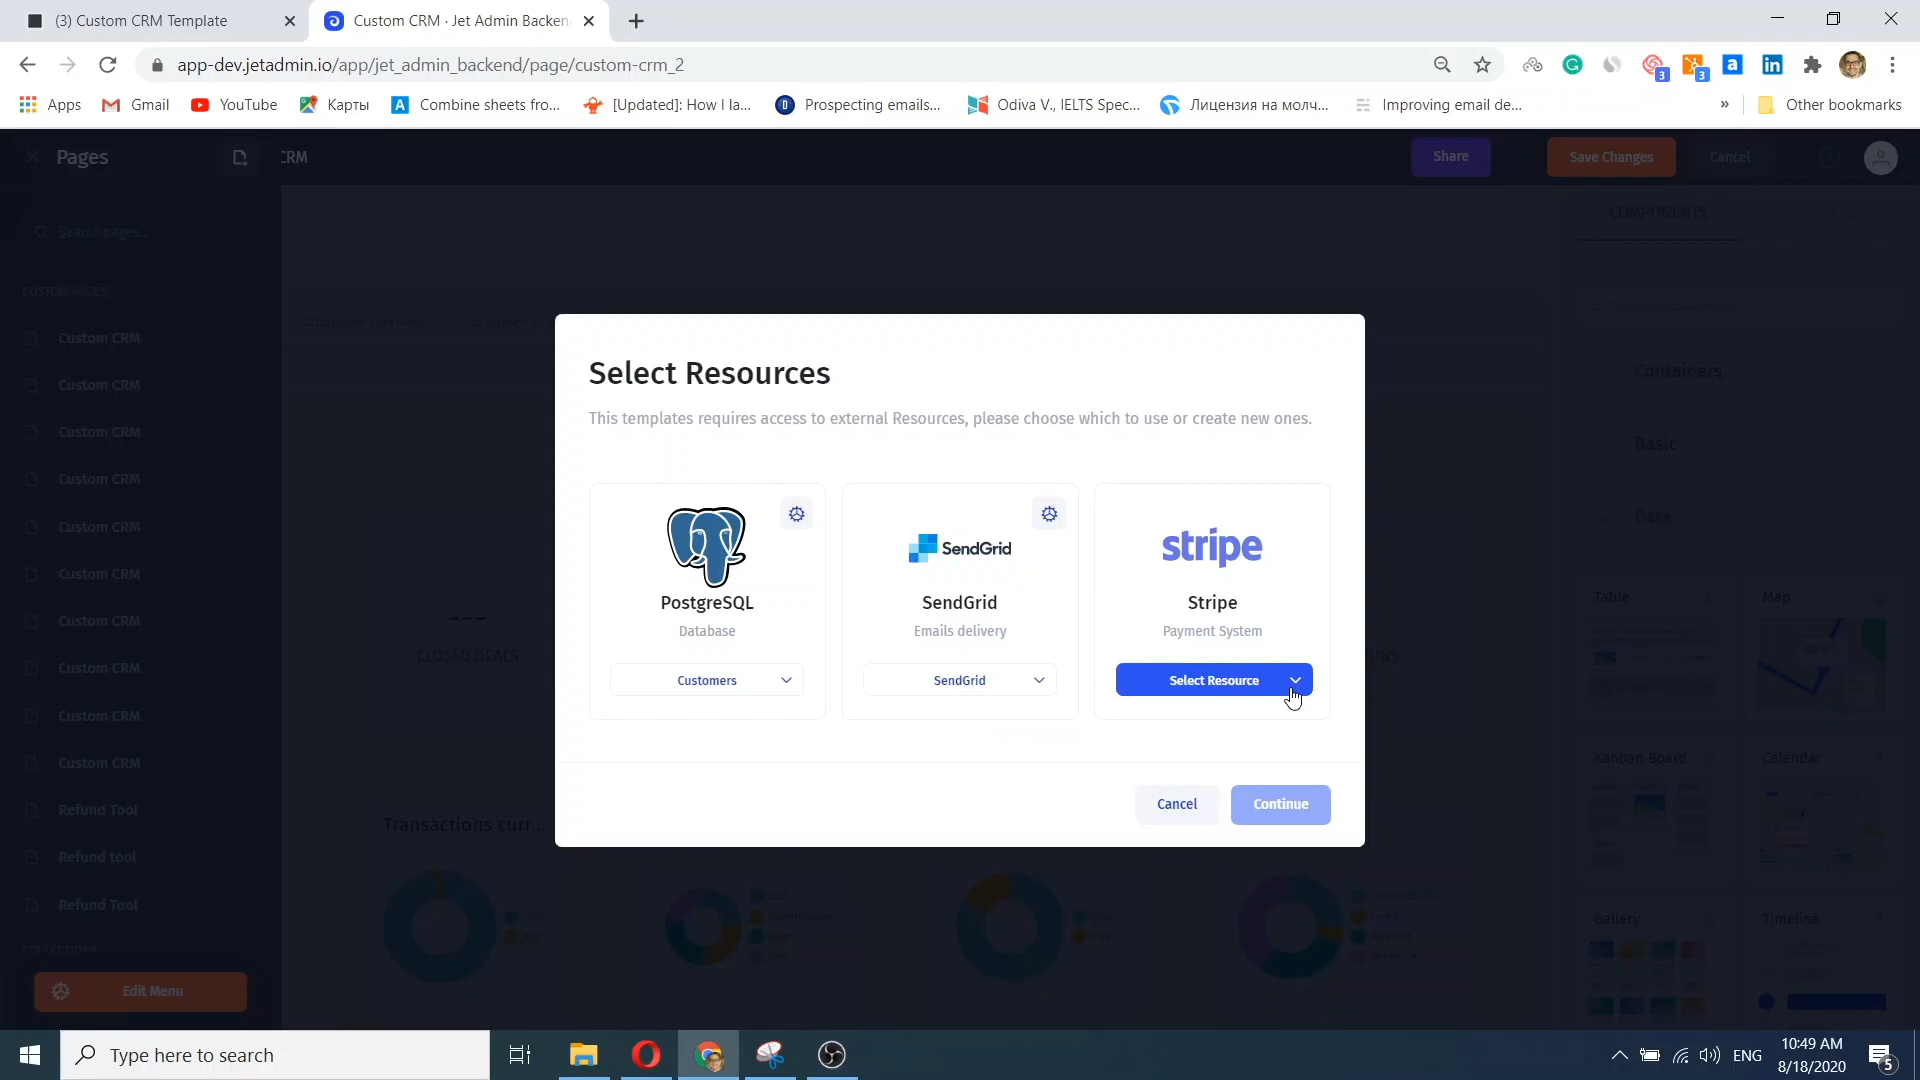 (3) Custom CRM Template
Custom CRM · Jet Admin Backen
app-dev.jetadmin.io/app/jet_admin_backend/page/custom-crm_2
3
3
Apps
Gmail
YouTube
Карты
Combine sheets fro...
[Updated]: How I la...
Prospecting emails...
Odiva V., IELTS Spec...
Лицензия на молч...
Improving email de...
»
Other bookmarks
Pages
CRM
Share
Save Changes
Cancel
COMPONENTS
Search pages...
CUSTOM PAGES
Custom CRM
Custom CRM
Custom CRM
Custom CRM
Custom CRM
Custom CRM
Custom CRM
Custom CRM
Custom CRM
Custom CRM
Refund Tool
Refund tool
Refund Tool
COLLECTIONS
Edit Menu
Select Resources
This templates requires access to external Resources, please choose which to use or create new ones.
PostgreSQL
Database
Customers
SendGrid
SendGrid
Emails delivery
SendGrid
stripe
Stripe
Payment System
Select Resource
Cancel
Continue
---
CLOSED DEALS
Transactions curr...
Containers
Basic
Data
Table
Map
Kanban Board
Calendar
Gallery
Timeline
Type here to search
ENG
10:49 AM
8/18/2020
5